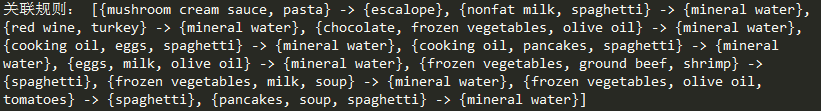 关联规则： [{mushroom cream sauce, pasta} -> {escalope}, {nonfat milk, spaghetti} -> {mineral water},
{red wine, turkey} -> {mineral water}, {chocolate, frozen vegetables, olive oil} -> {mineral water},
{cooking oil, eggs, spaghetti} -> {mineral water}, {cooking oil, pancakes, spaghetti} -> {mineral
water}, {eggs, milk, olive oil} -> {mineral water}, {frozen vegetables, ground beef, shrimp} ->
{spaghetti}, {frozen vegetables, milk, soup} -> {mineral water}, {frozen vegetables, olive oil,
tomatoes} -> {spaghetti}, {pancakes, soup, spaghetti} -> {mineral water}]